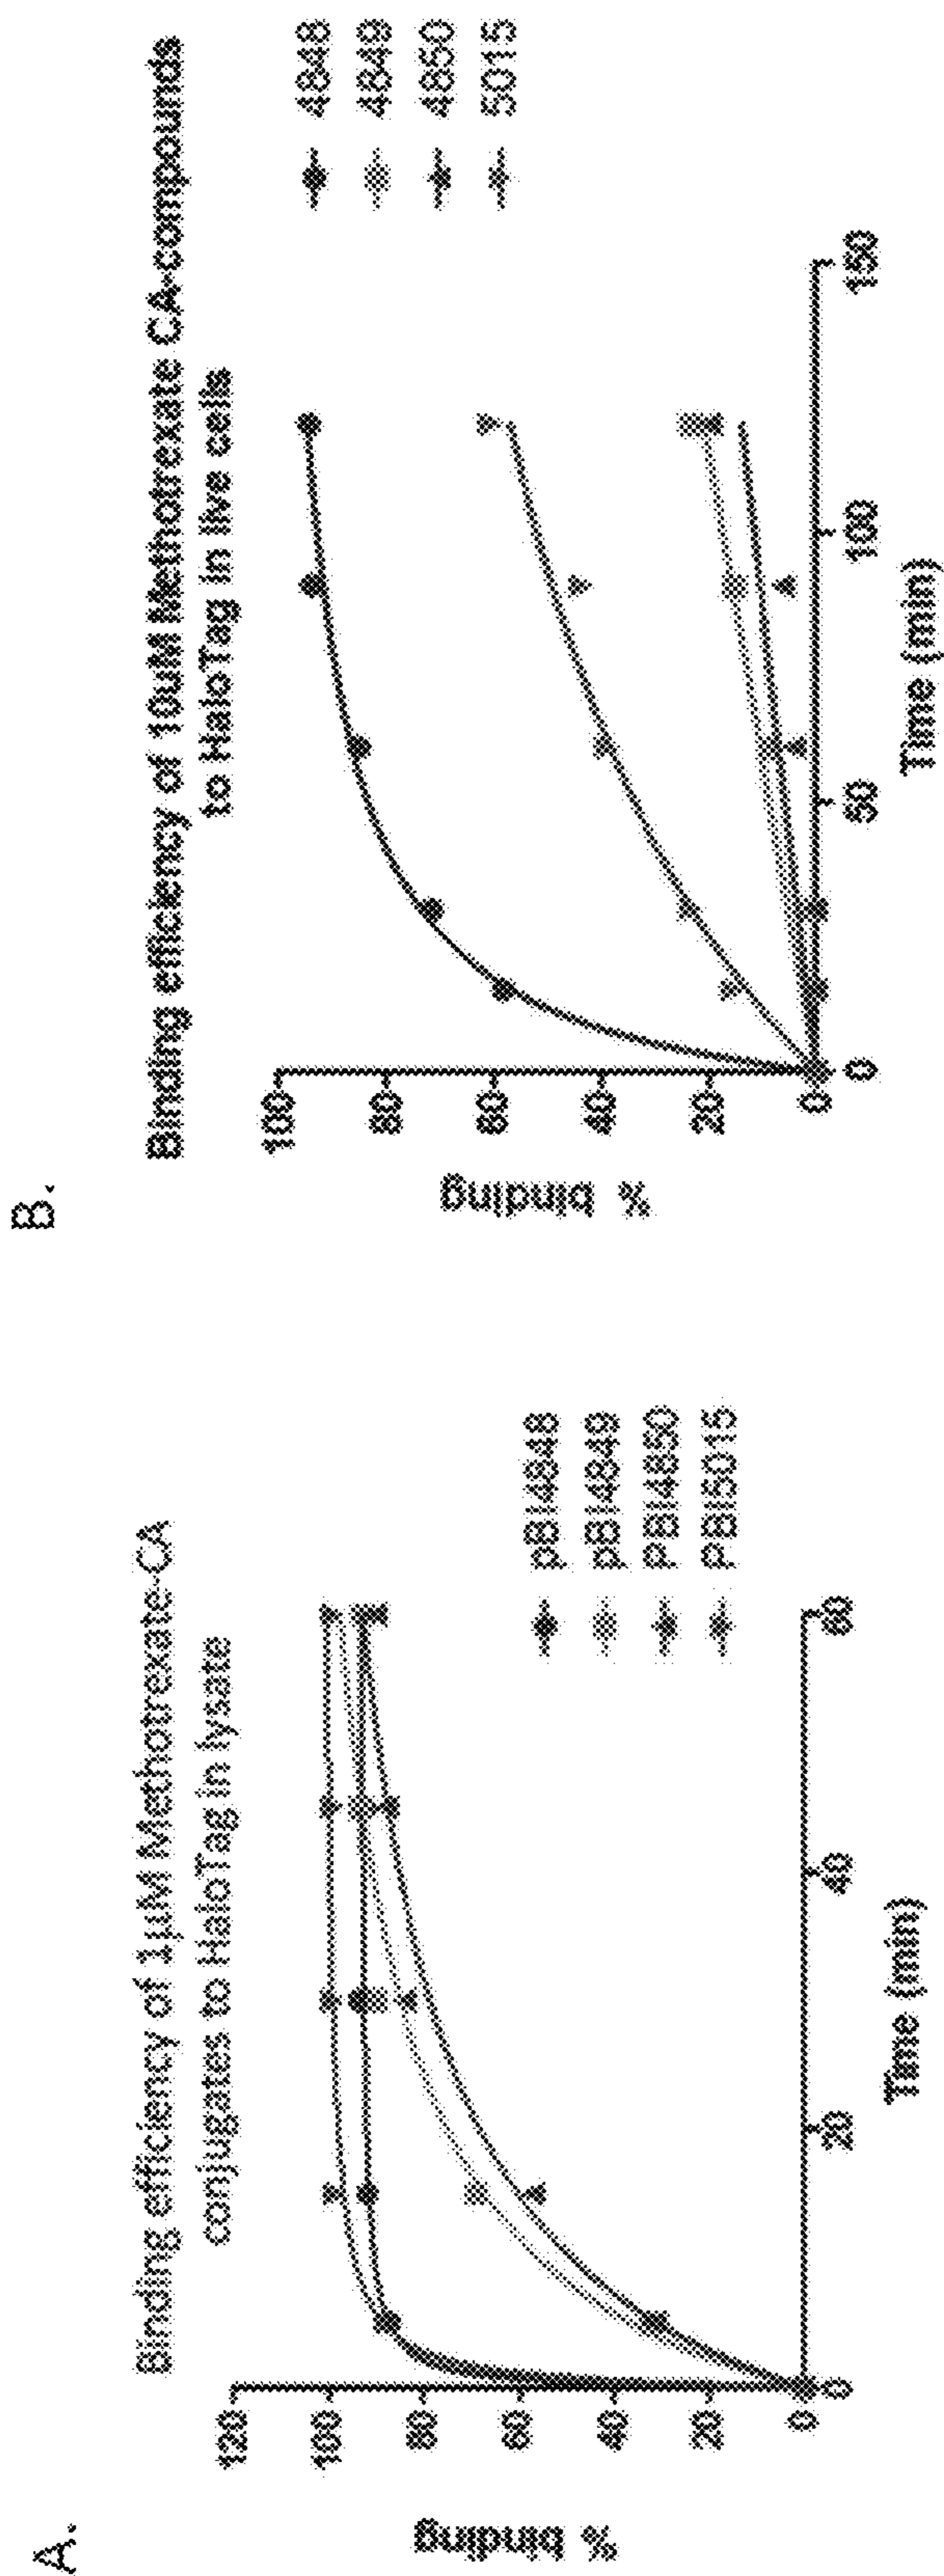 A.
Binding efficiency of 1µM Methotrexate-CA
conjugates to HaloTag in lysate
% binding
120
100
80
60
40
20
0
0
20
40
60
Time (min)
pBI4848
pBI4849
PBI4850
PBI5015
B.
Binding efficiency of 10uM Methotrexate CA-compounds
to HaloTag in live cells
% binding
100
80
60
40
20
0
0
50
100
150
Time (min)
4848
4849
4850
5015